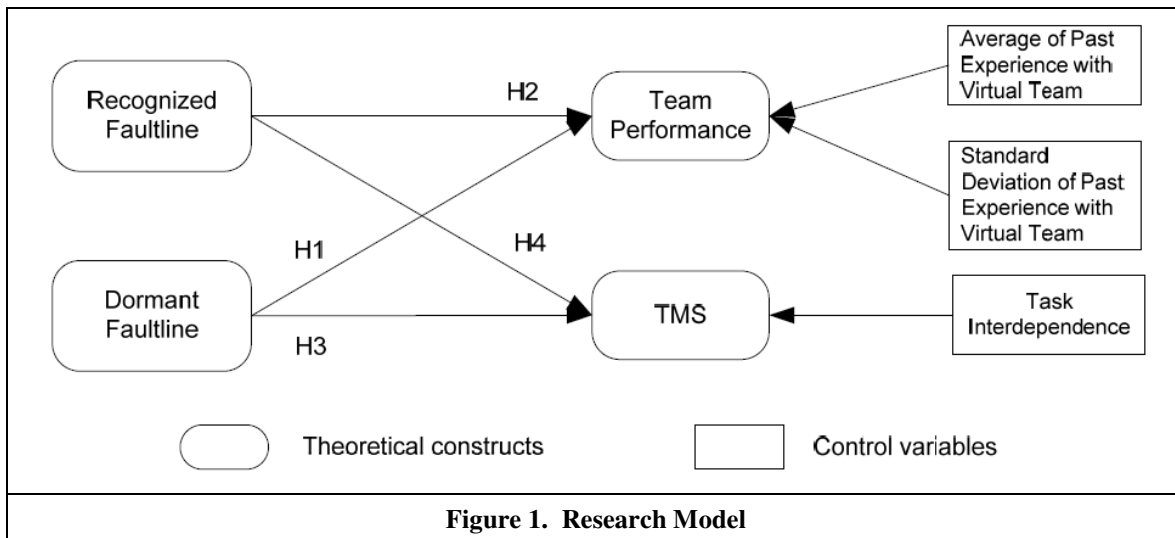 Recognized
Faultline
H2
Team
Performance
Average of Past
Experience with
Virtual Team
Standard
Deviation of Past
Experience with
Virtual Team
H1
H4
Dormant
Faultline
H3
TMS
Task
Interdependence
Theoretical constructs
Control variables
Figure 1. Research Model